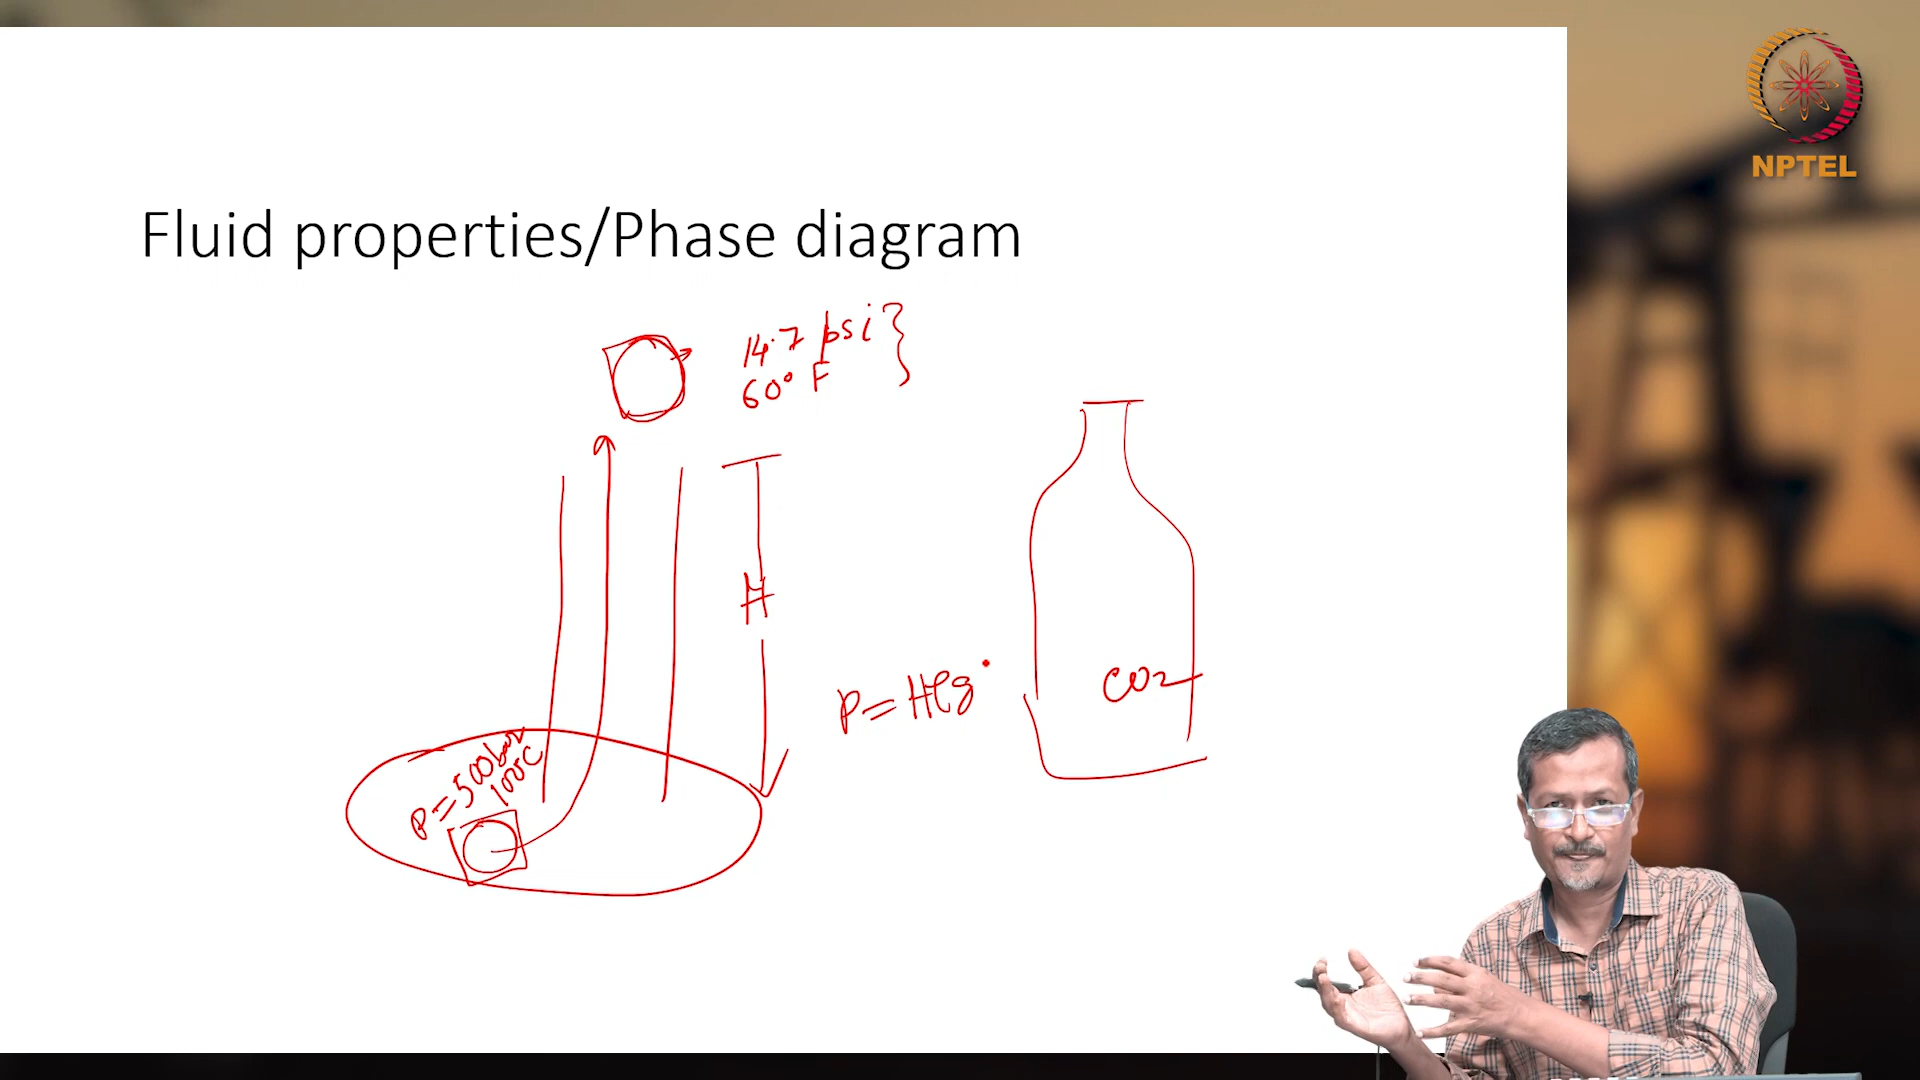 NPTEL
Fluid properties/Phase diagram
14.7 psi
60° F
H
P = Hρg
CO2
P = 500 bar
100°C